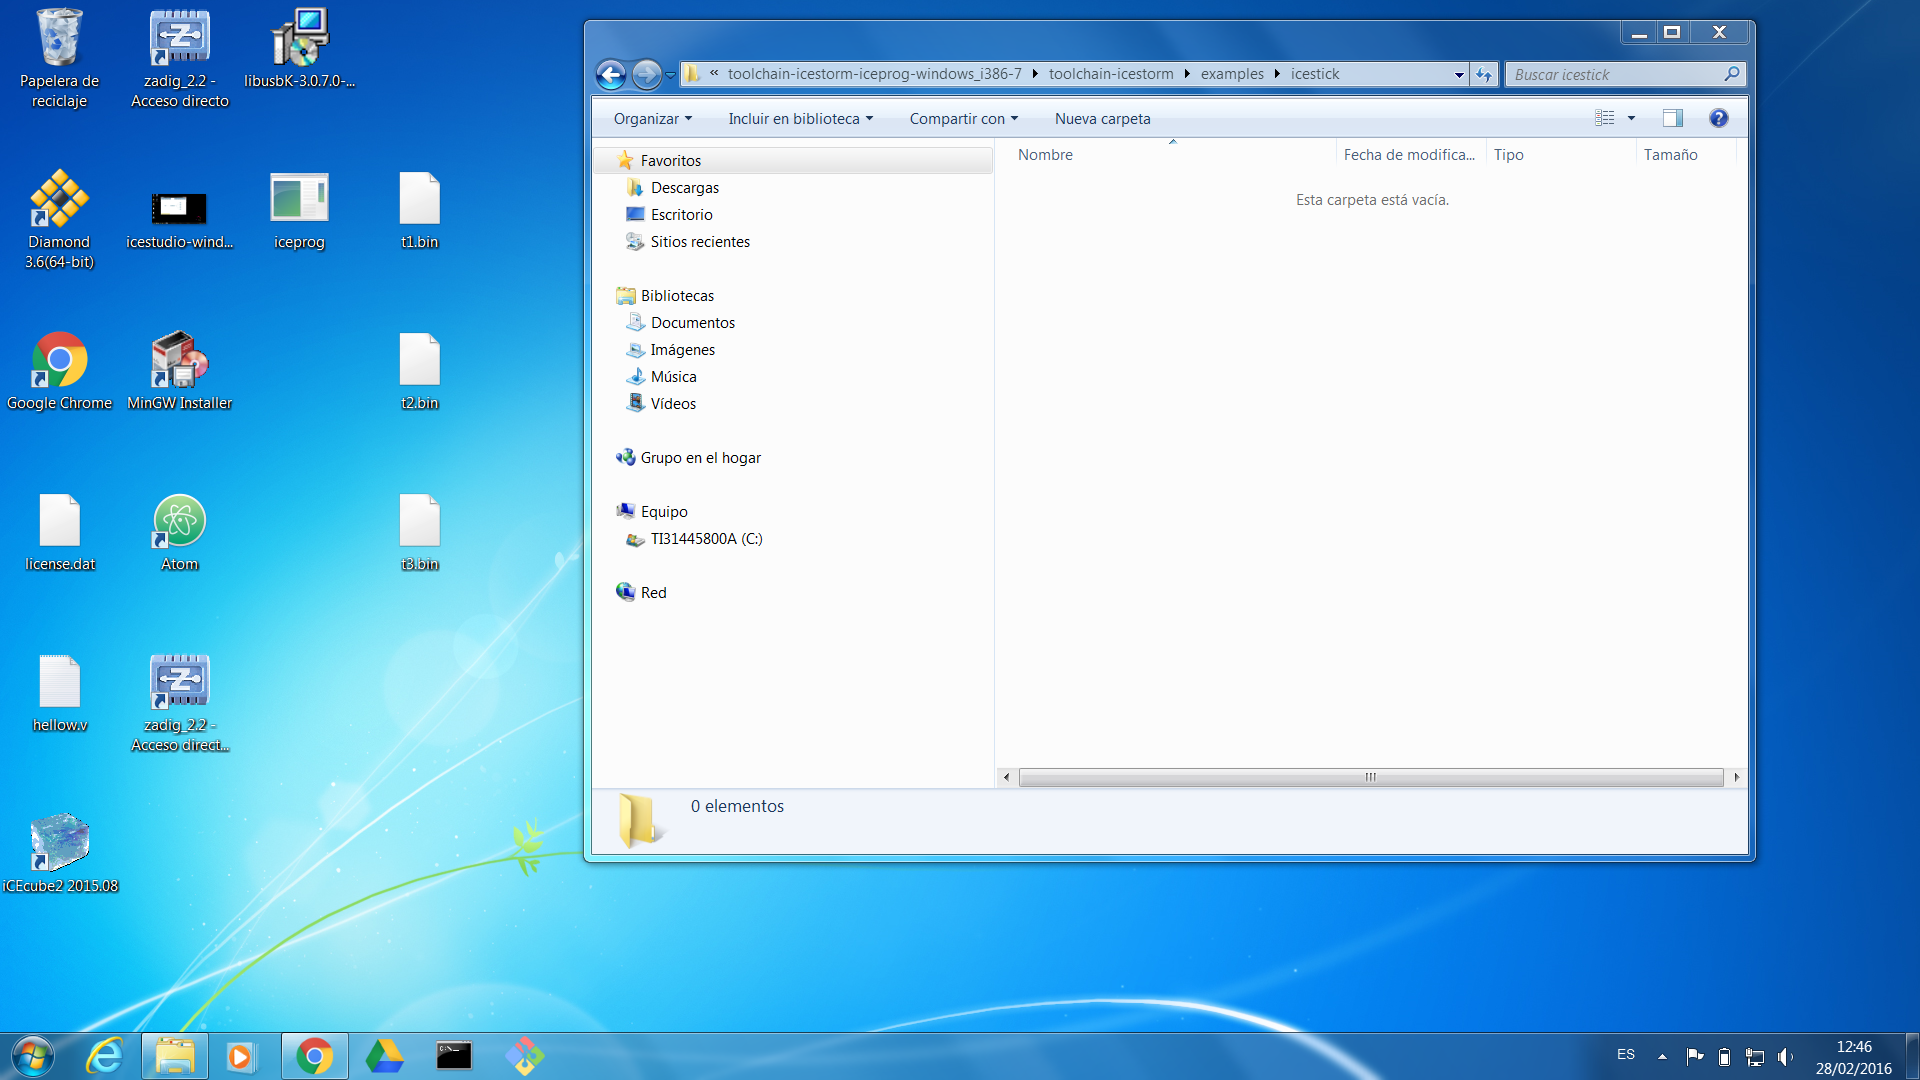 Papelera de
reciclaje
zadig_2.2 -
Acceso directo
libusbK-3.0.7.0-...
Diamond
3.6(64-bit)
icestudio-wind...
iceprog
t1.bin
Google Chrome
MinGW Installer
t2.bin
license.dat
Atom
t3.bin
hellow.v
zadig_2.2 -
Acceso direct...
iCEcube2 2015.08
« toolchain-icestorm-iceprog-windows_i386-7 toolchain-icestorm examples icestick
Buscar icestick
Organizar Incluir en biblioteca Compartir con Nueva carpeta
Favoritos
Descargas
Escritorio
Sitios recientes
Bibliotecas
Documentos
Imágenes
Música
Vídeos
Grupo en el hogar
Equipo
TI31445800A (C:)
Red
Nombre Fecha de modifica... Tipo Tamaño
Esta carpeta está vacía.
0 elementos
C:\_
ES
12:46
28/02/2016